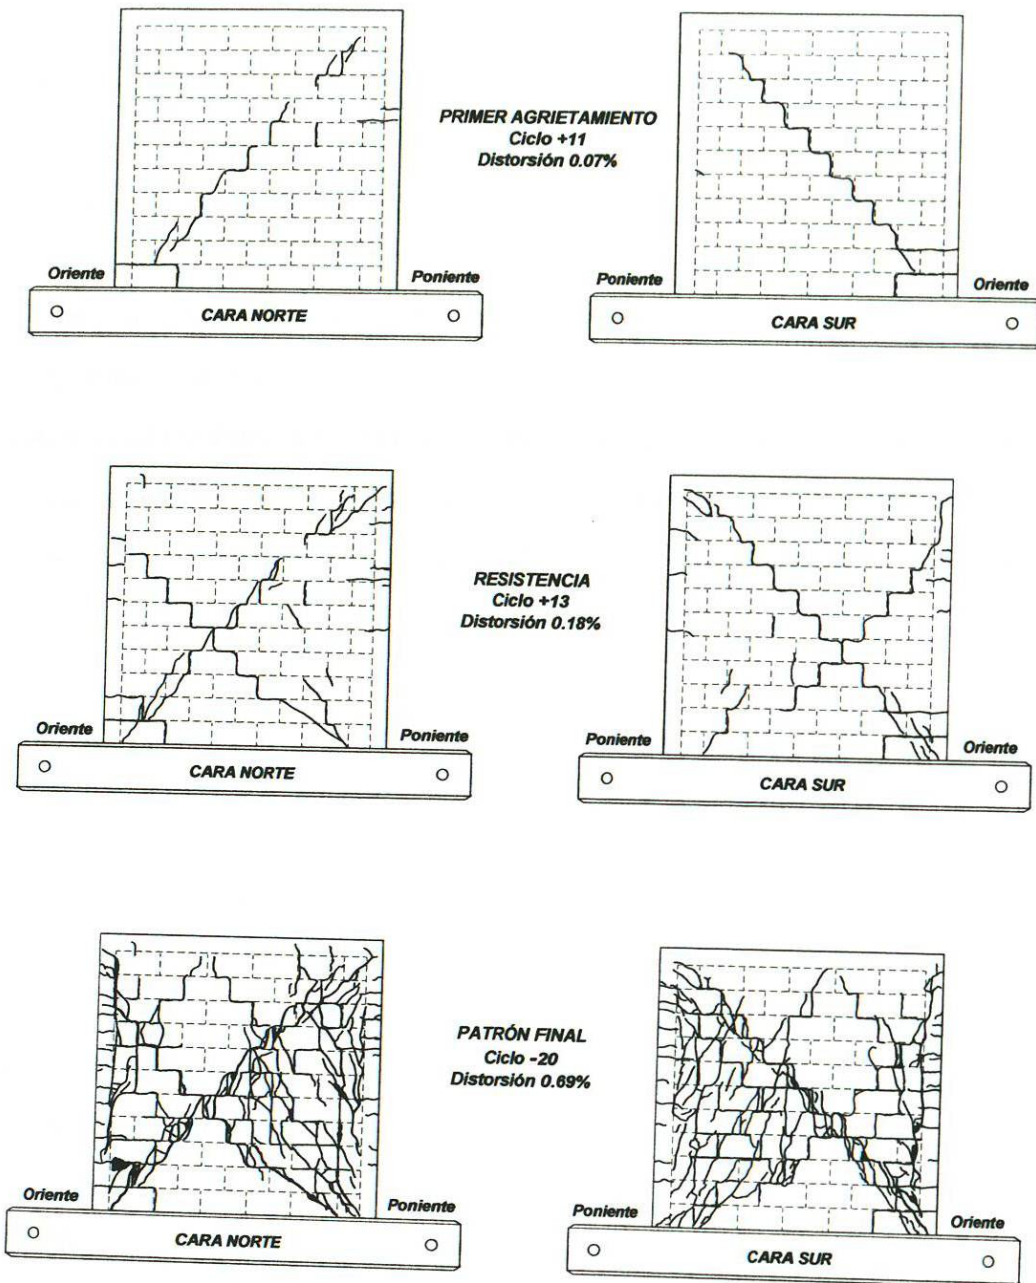 PRIMER AGRIETAMIENTO
Ciclo +11
Distorsión 0.07%
Oriente
Poniente
CARA NORTE
Poniente
Oriente
CARA SUR
RESISTENCIA
Ciclo +13
Distorsión 0.18%
Oriente
Poniente
CARA NORTE
Poniente
Oriente
CARA SUR
PATRÓN FINAL
Ciclo -20
Distorsión 0.69%
Oriente
Poniente
CARA NORTE
Poniente
Oriente
CARA SUR